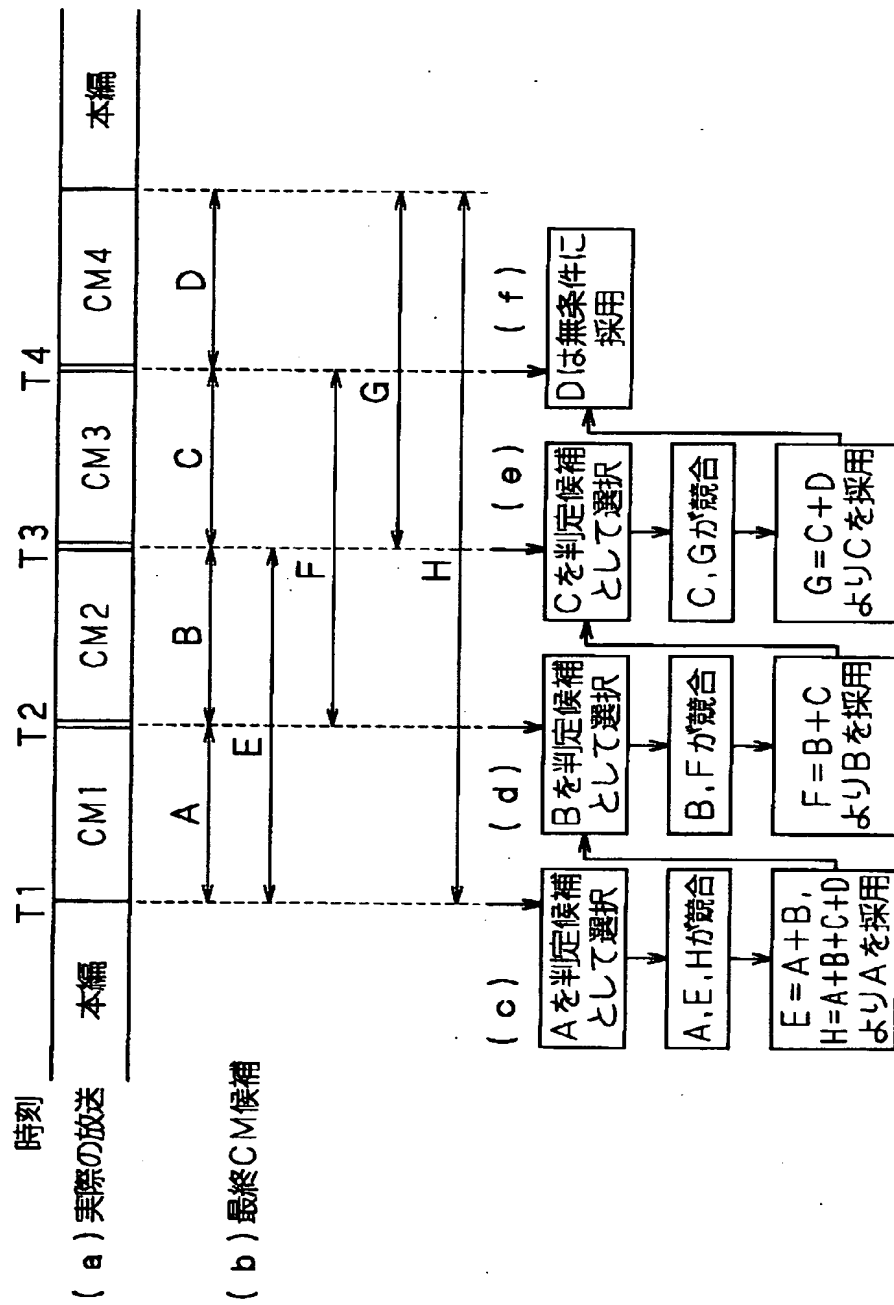 時刻
T1
T2
T3
T4
(a)実際の放送
本編
CM1
CM2
CM3
CM4
本編
(b)最終CM候補
A
B
C
D
E
F
G
H
(c)
Aを判定候補
として選択
A,E,Hが競合
E=A+B,
H=A+B+C+D
よりAを採用
(d)
Bを判定候補
として選択
B,Fが競合
F=B+C
よりBを採用
(e)
Cを判定候補
として選択
C,Gが競合
G=C+D
よりCを採用
(f)
Dは無条件に
採用